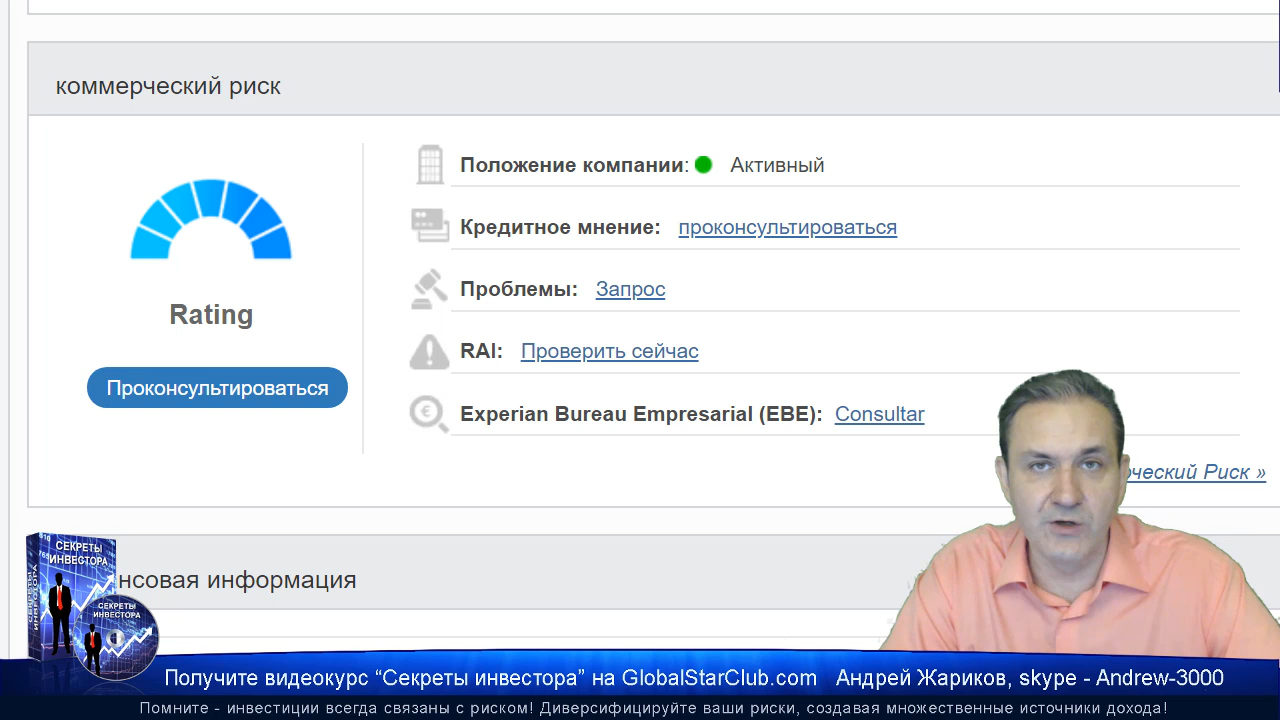 коммерческий риск
Положение компании: Активный
Кредитное мнение: проконсультироваться
Проблемы: Запрос
Rating
RAI: Проверить сейчас
Проконсультироваться
Experian Bureau Empresarial (EBE): Consultar
ческий Риск »
СЕКРЕТЫ
ИНВЕСТОРА
нсовая информация
СЕКРЕТЫ
ИНВЕСТОРА
Получите видеокурс “Секреты инвестора” на GlobalStarClub.com Андрей Жариков, skype - Andrew-3000
Помните - инвестиции всегда связаны с риском! Диверсифицируйте ваши риски, создавая множественные источники дохода!